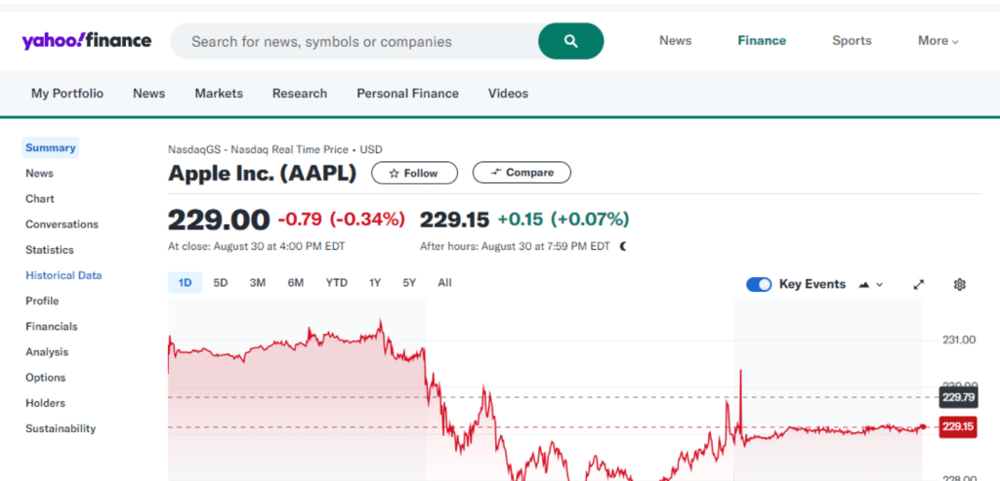 yahoo!finance
Search for news, symbols or companies
News Finance Sports More
My Portfolio News Markets Research Personal Finance Videos
Summary
News
Chart
Conversations
Statistics
Historical Data
Profile
Financials
Analysis
Options
Holders
Sustainability
NasdaqGS - Nasdaq Real Time Price • USD
Apple Inc. (AAPL) Follow Compare
229.00 -0.79 (-0.34%) 229.15 +0.15 (+0.07%)
At close: August 30 at 4:00 PM EDT After hours: August 30 at 7:59 PM EDT
1D 5D 3M 6M YTD 1Y 5Y All Key Events
231.00
230.00
229.79
229.15
228.00